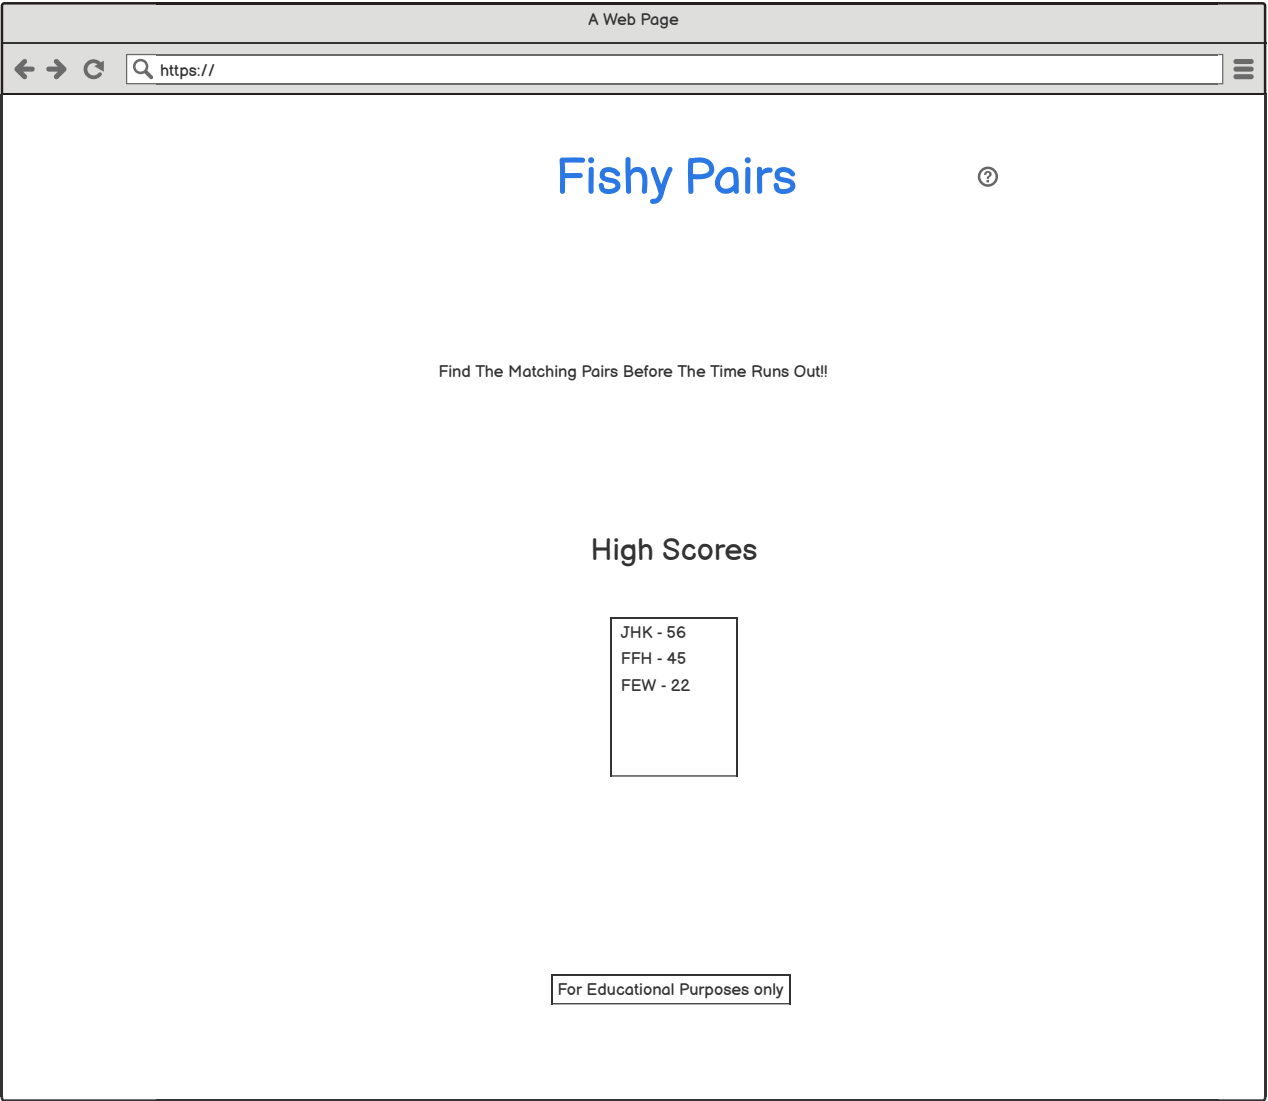 A Web Page
https://
Fishy Pairs
Find The Matching Pairs Before The Time Runs Out!!
High Scores
JHK - 56
FFH - 45
FEW - 22
For Educational Purposes only